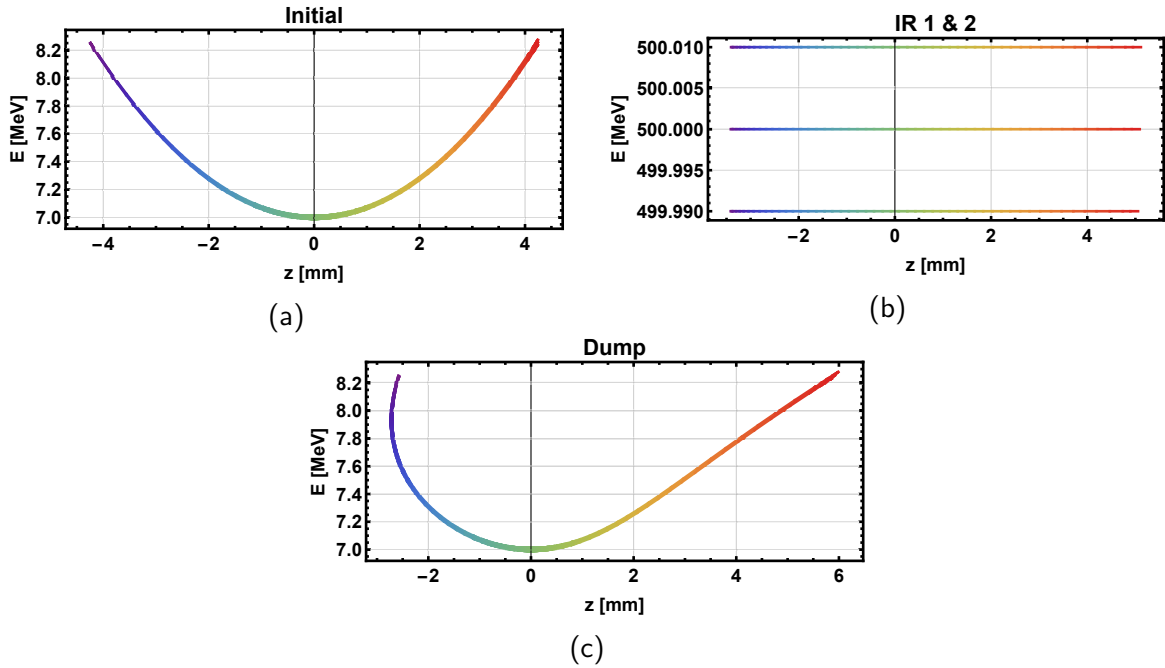 Initial
E [MeV]
8.2
8.0
7.8
7.6
7.4
7.2
7.0
−4
−2
0
2
4
z [mm]
(a)
IR 1 & 2
E [MeV]
500.010
500.005
500.000
499.995
499.990
−2
0
2
4
z [mm]
(b)
Dump
E [MeV]
8.2
8.0
7.8
7.6
7.4
7.2
7.0
−2
0
2
4
6
z [mm]
(c)